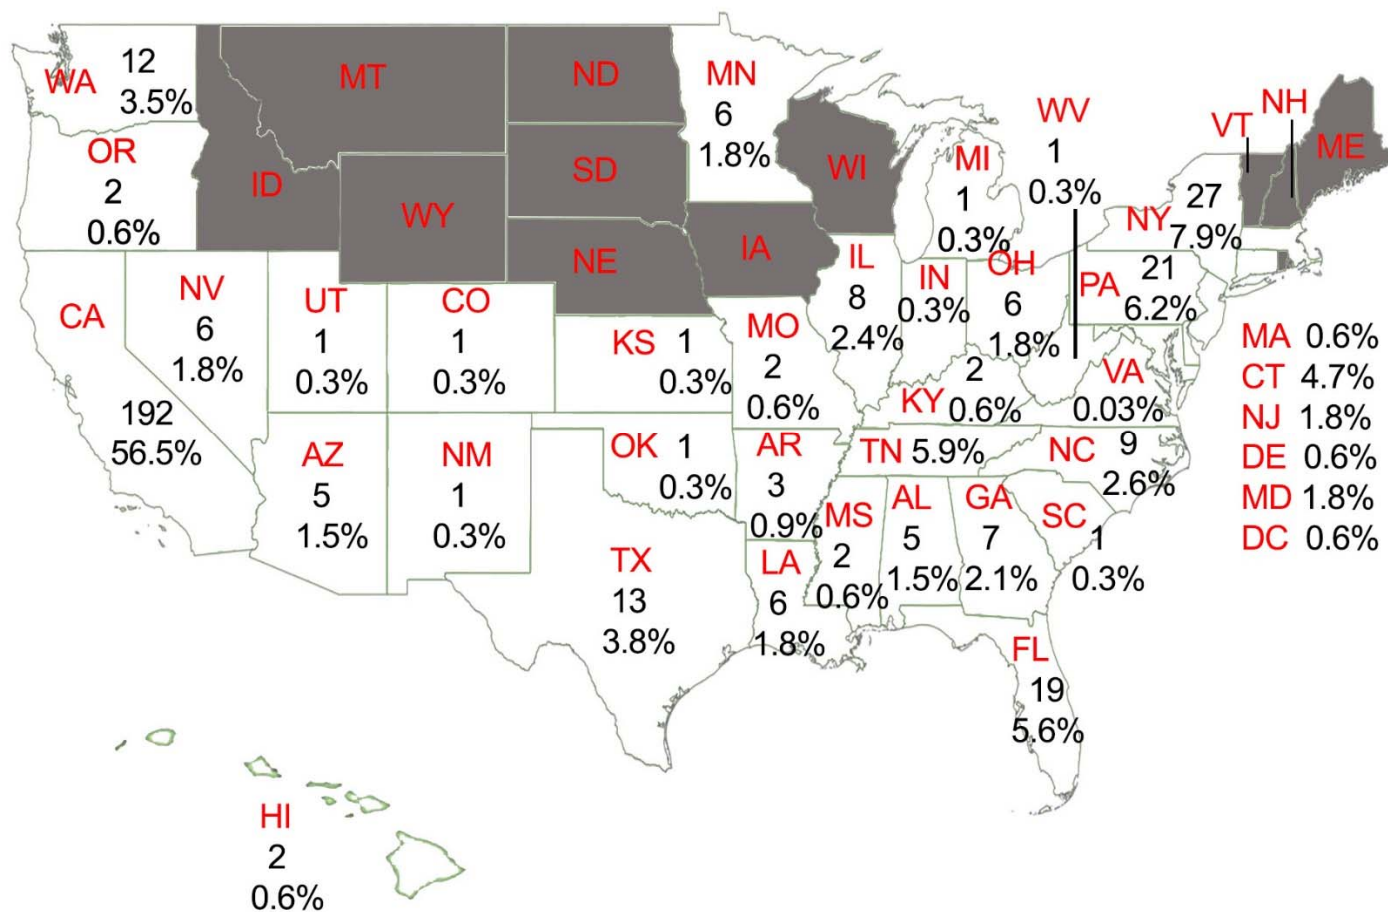 WA 12
3.5%
OR
2
0.6%
CA
192
56.5%
NV
6
1.8%
ID
MT
WY
UT
1
0.3%
CO
1
0.3%
AZ
5
1.5%
NM
1
0.3%
ND
SD
NE
KS 1
0.3%
OK 1
0.3%
TX
13
3.8%
MN
6
1.8%
IA
MO
2
0.6%
AR
3
0.9%
LA
6
1.8%
WI
IL
8
2.4%
MI
1
0.3%
IN
0.3%
OH
6
1.8%
KY 2
0.6%
TN 5.9%
MS
2
0.6%
AL
5
1.5%
GA
7
2.1%
FL
19
5.6%
SC
1
0.3%
NC 9
2.6%
VA
0.03%
WV
1
0.3%
PA 21
6.2%
NY 27
7.9%
VT
NH
ME
MA 0.6%
CT 4.7%
NJ 1.8%
DE 0.6%
MD 1.8%
DC 0.6%
HI
2
0.6%